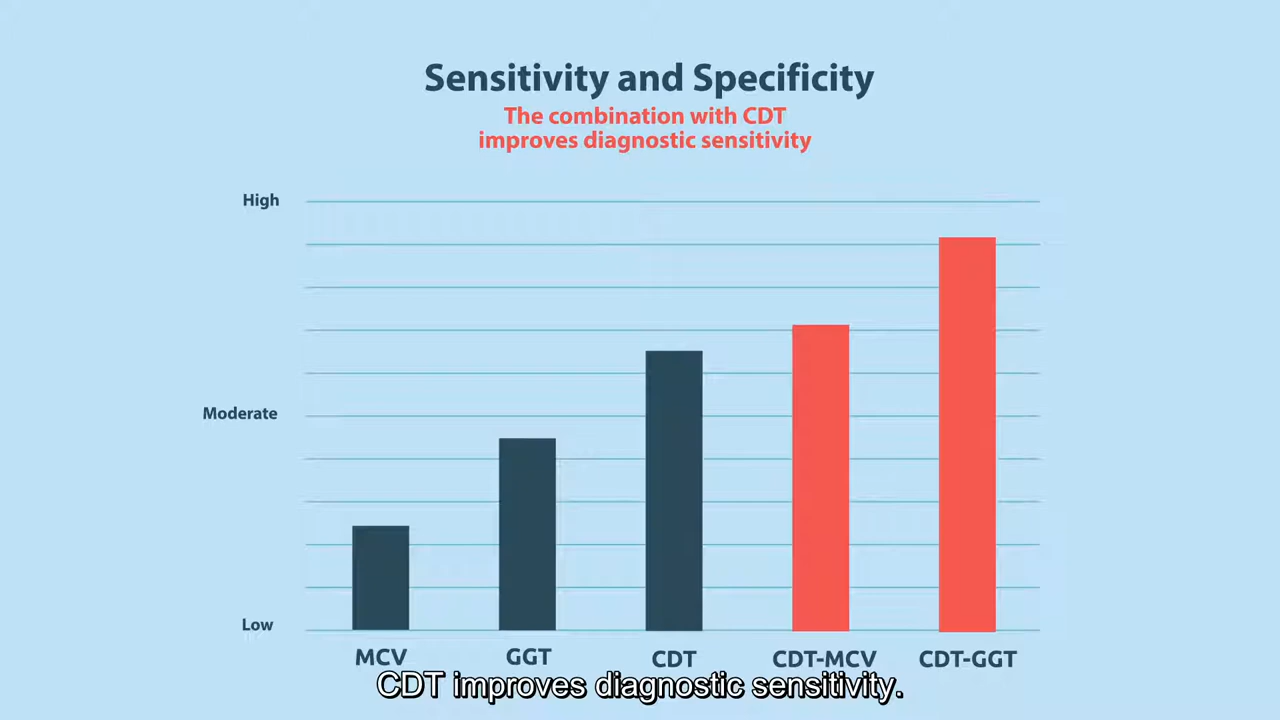 Sensitivity and Specificity
The combination with CDT
improves diagnostic sensitivity
High
Moderate
Low
MCV
GGT
CDT
CDT-MCV
CDT-GGT
CDT improves diagnostic sensitivity.